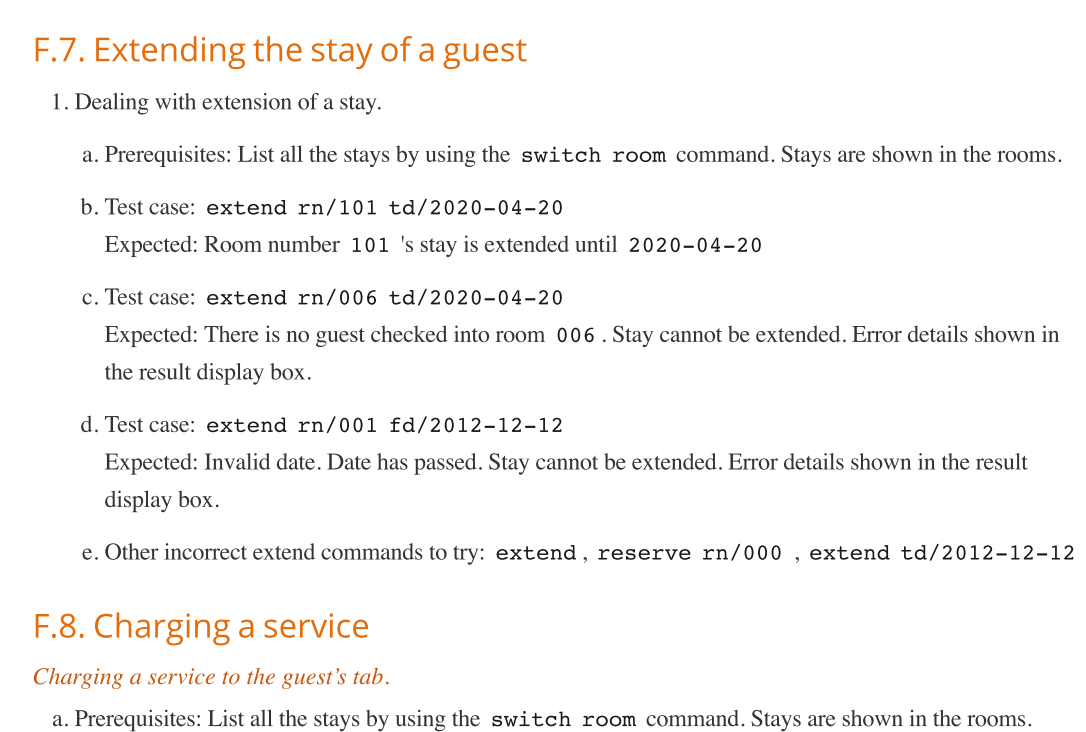 F.7. Extending the stay of a guest
1. Dealing with extension of a stay.
a. Prerequisites: List all the stays by using the switch room command. Stays are shown in the rooms.
b. Test case: extend rn/101 td/2020-04-20
Expected: Room number 101 's stay is extended until 2020-04-20
c. Test case: extend rn/006 td/2020-04-20
Expected: There is no guest checked into room 006 . Stay cannot be extended. Error details shown in
the result display box.
d. Test case: extend rn/001 fd/2012-12-12
Expected: Invalid date. Date has passed. Stay cannot be extended. Error details shown in the result
display box.
e. Other incorrect extend commands to try: extend , reserve rn/000 , extend td/2012-12-12
F.8. Charging a service
Charging a service to the guest’s tab.
a. Prerequisites: List all the stays by using the switch room command. Stays are shown in the rooms.